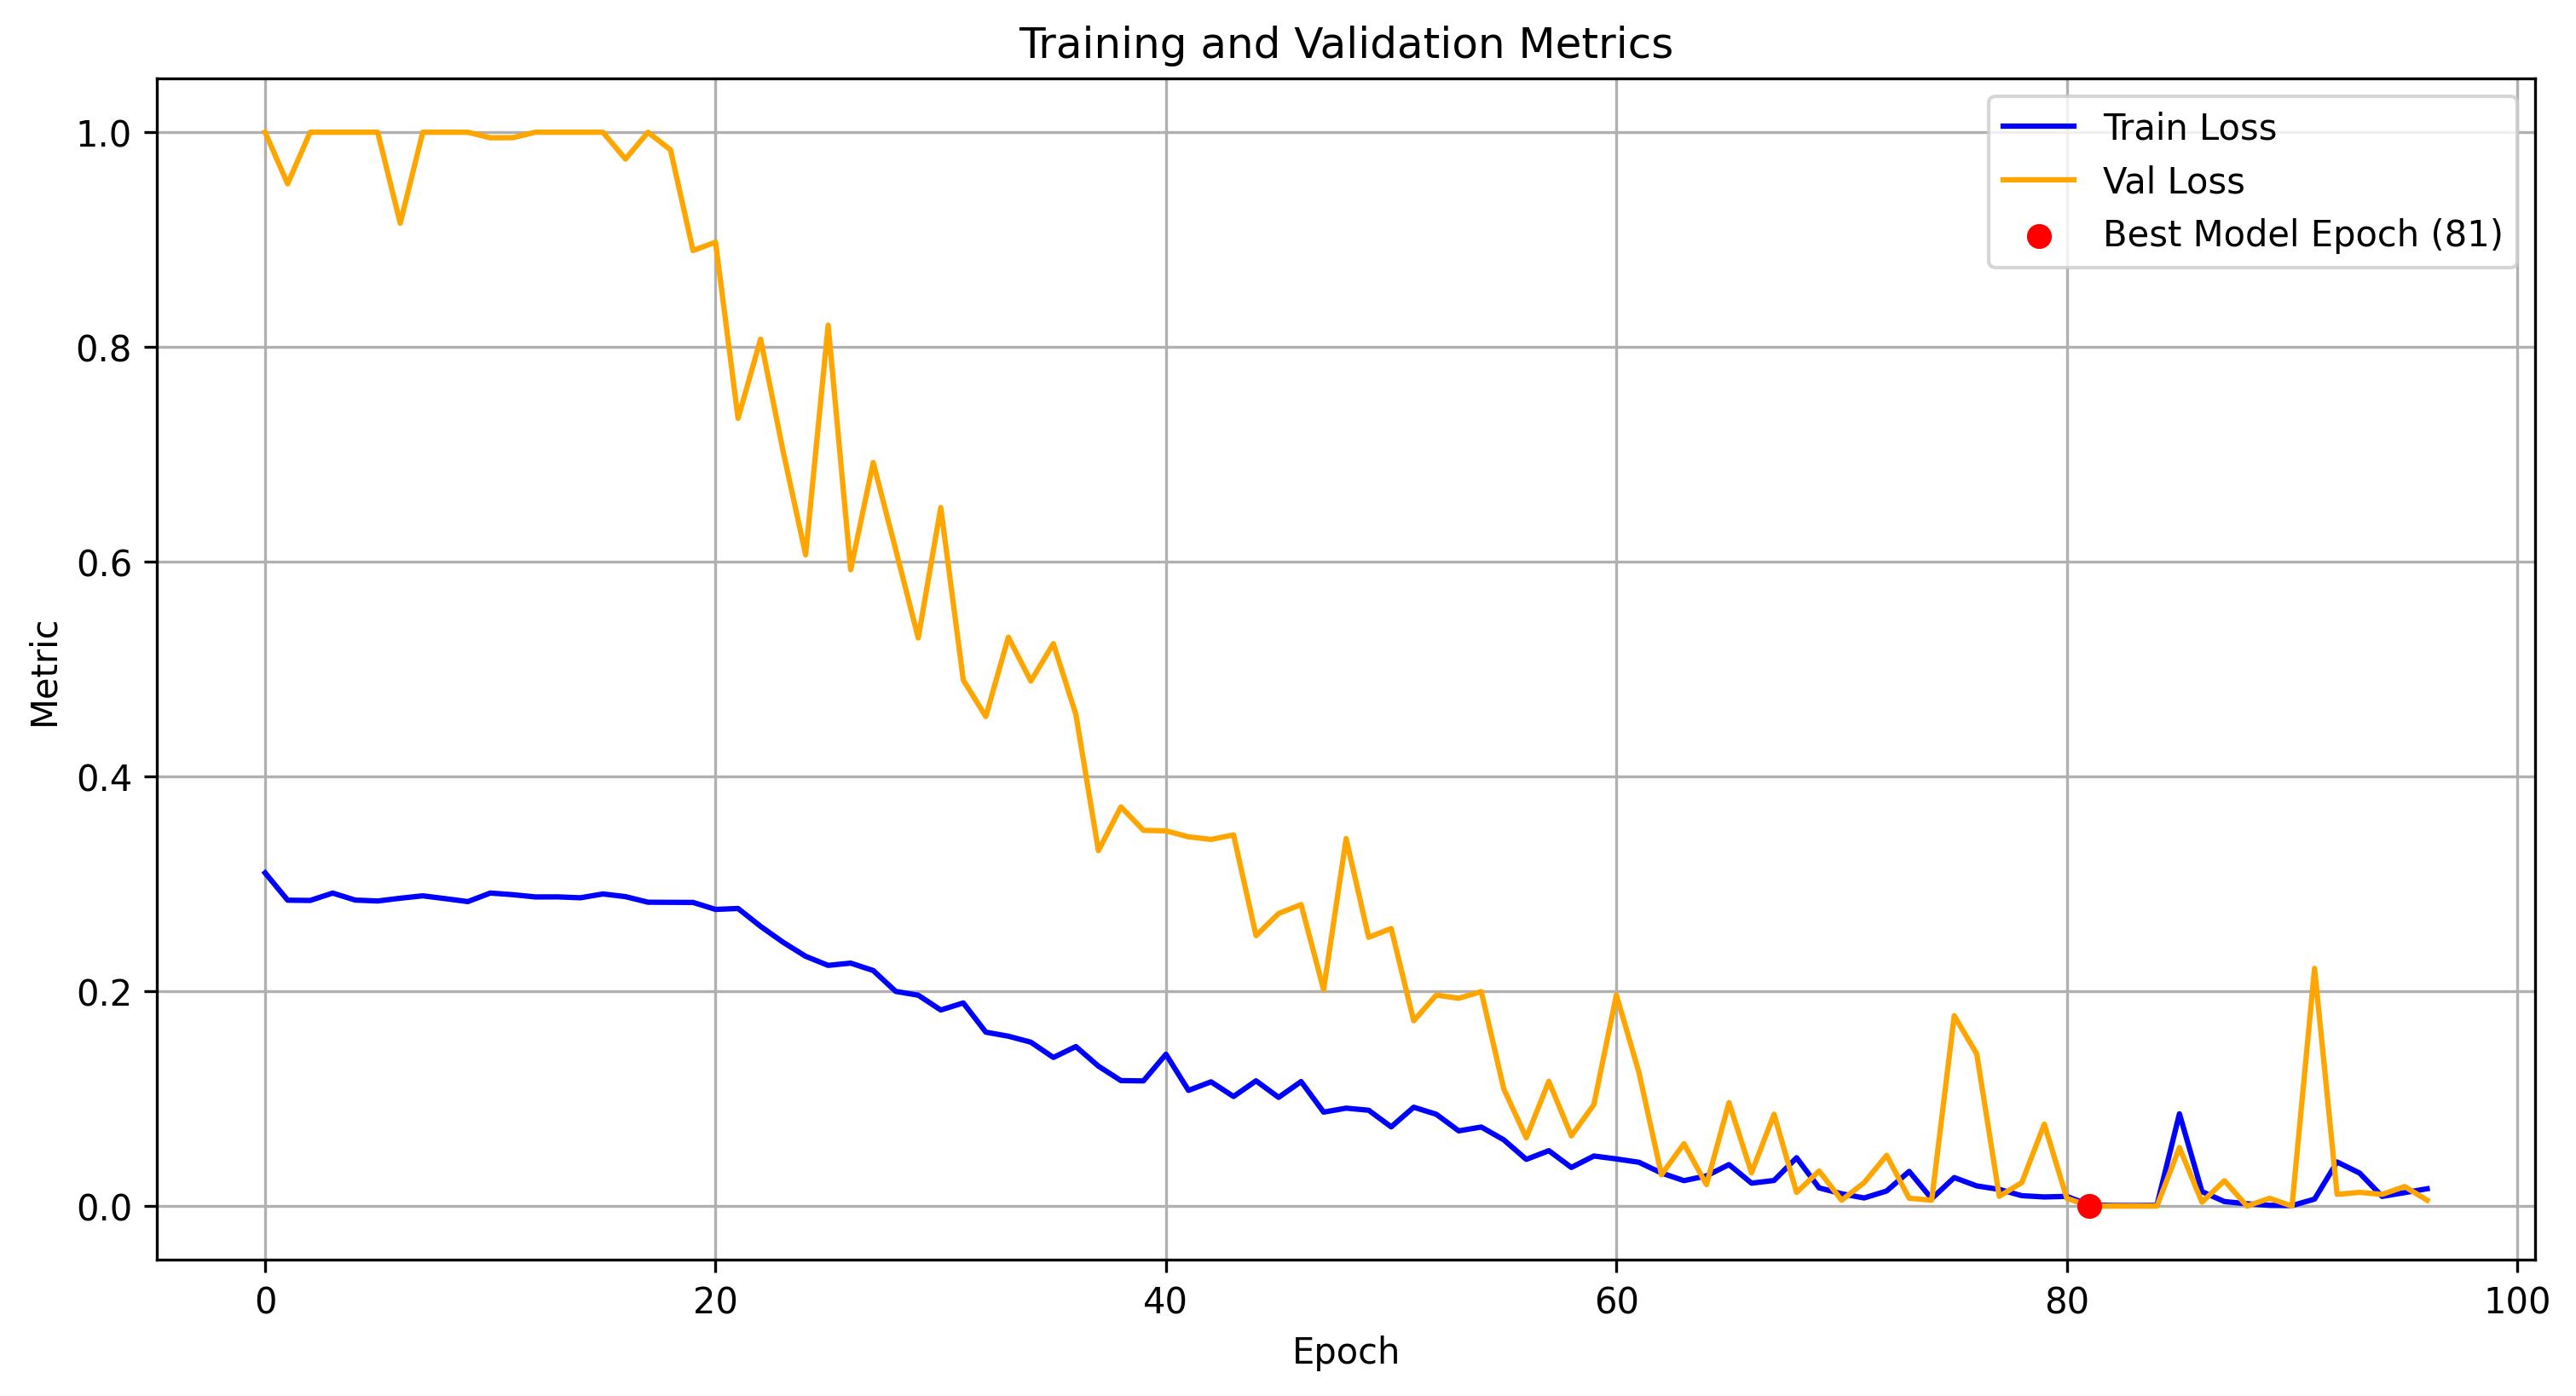 Training and Validation Metrics
Train Loss
Val Loss
Best Model Epoch (81)
1.0
0.8
0.6
0.4
0.2
0.0
Metric
0 20 40 60 80 100
Epoch